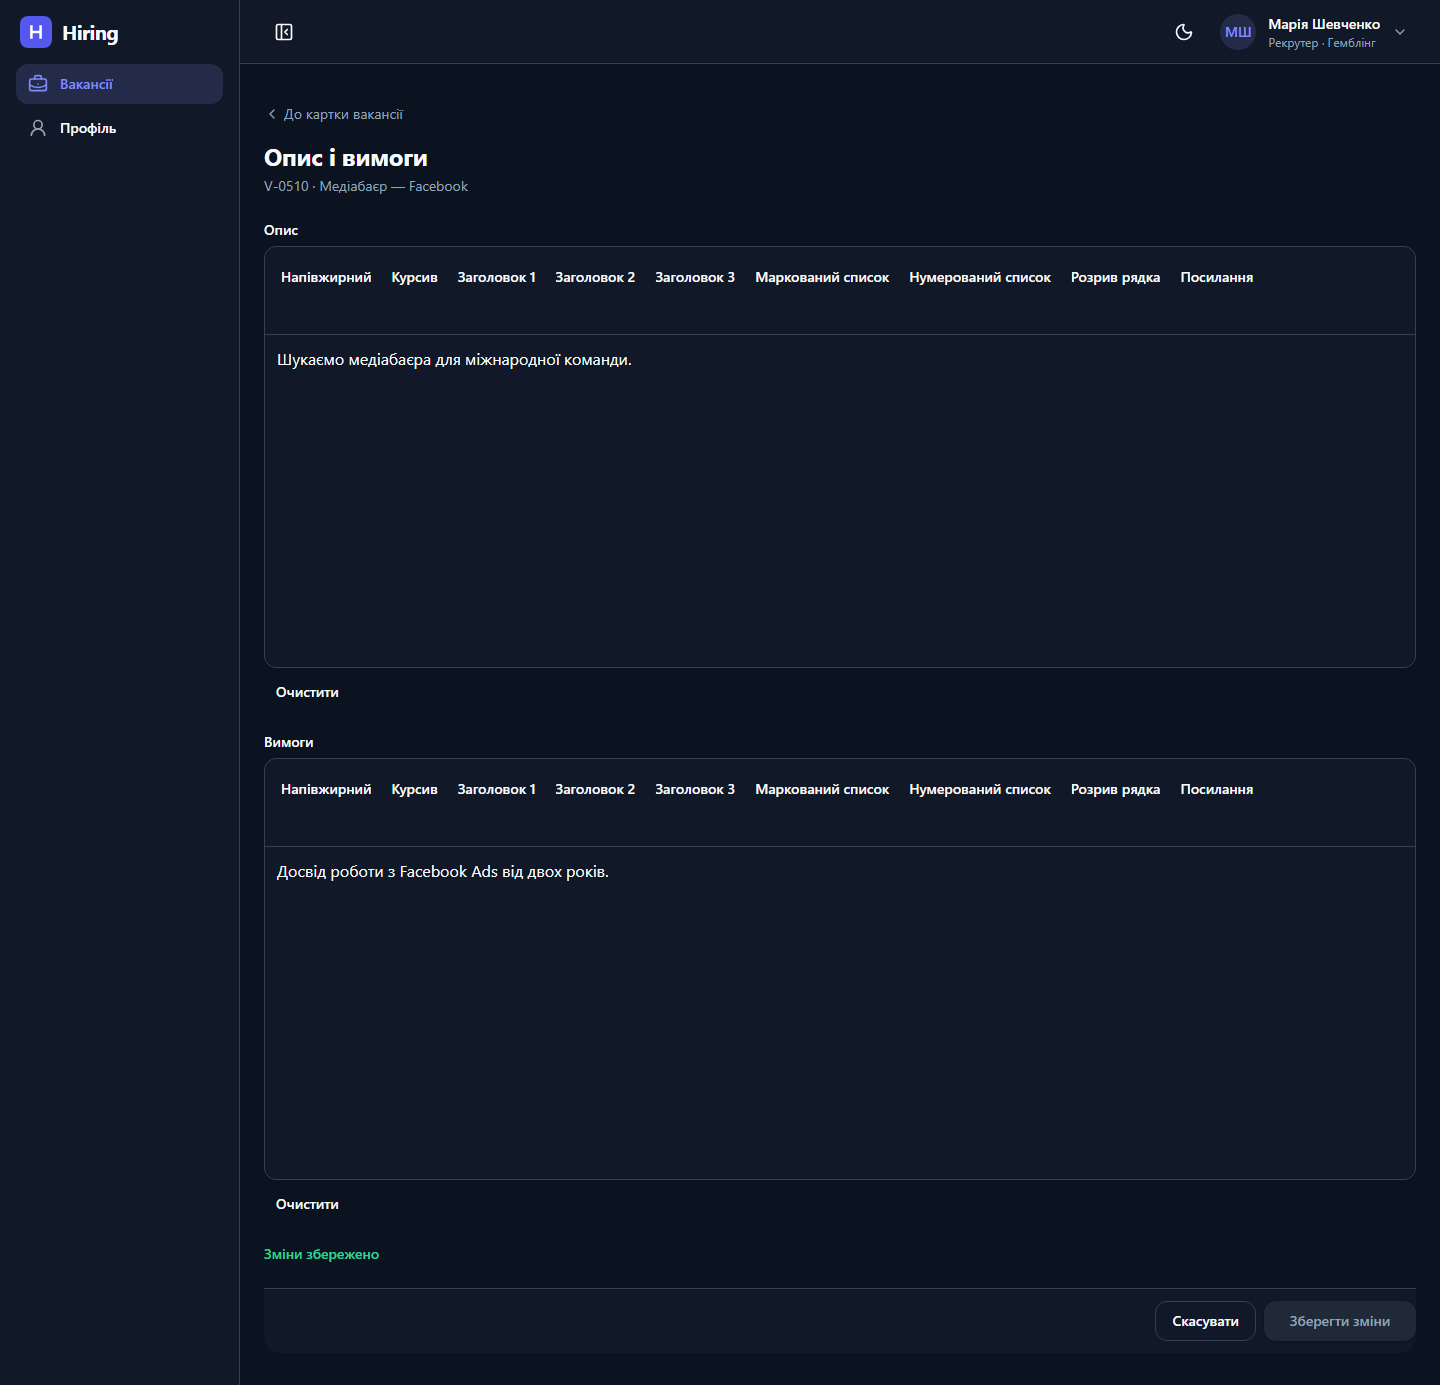 Hiring
Вакансії
Профіль
МШ
Марія Шевченко
Рекрутер · Гемблінг
До картки вакансії
Опис і вимоги
V-0510 · Медіабаєр — Facebook
Опис
Напівжирний Курсив Заголовок 1 Заголовок 2 Заголовок 3 Маркований список Нумерований список Розрив рядка Посилання
Шукаємо медіабаєра для міжнародної команди.
Очистити
Вимоги
Напівжирний Курсив Заголовок 1 Заголовок 2 Заголовок 3 Маркований список Нумерований список Розрив рядка Посилання
Досвід роботи з Facebook Ads від двох років.
Очистити
Зміни збережено
Скасувати Зберегти зміни